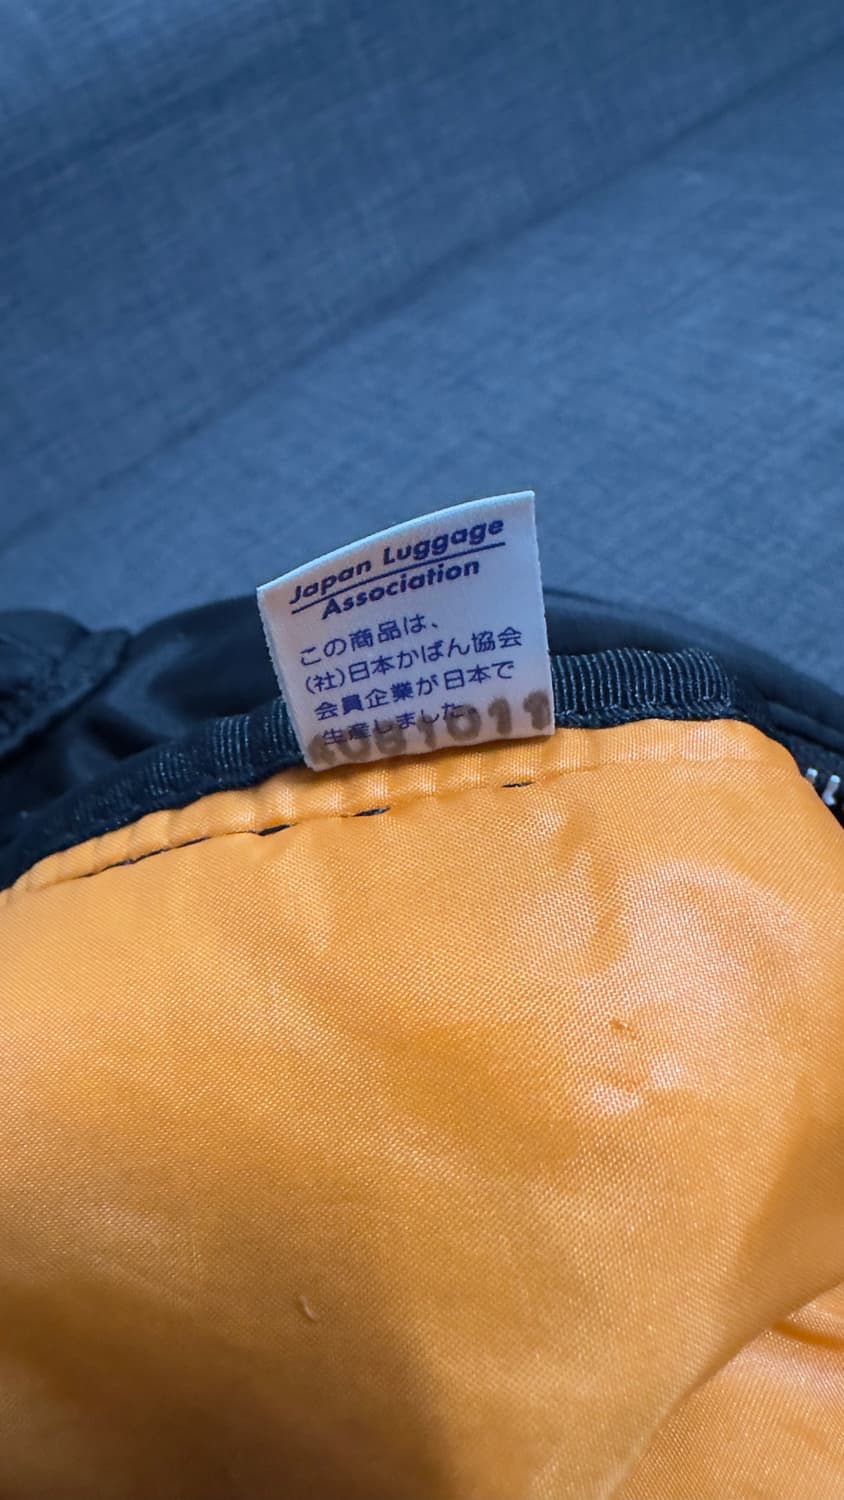 Japan Luggage
Association
この商品は、
(社)日本かばん協会
会員企業が日本で
生産しました。